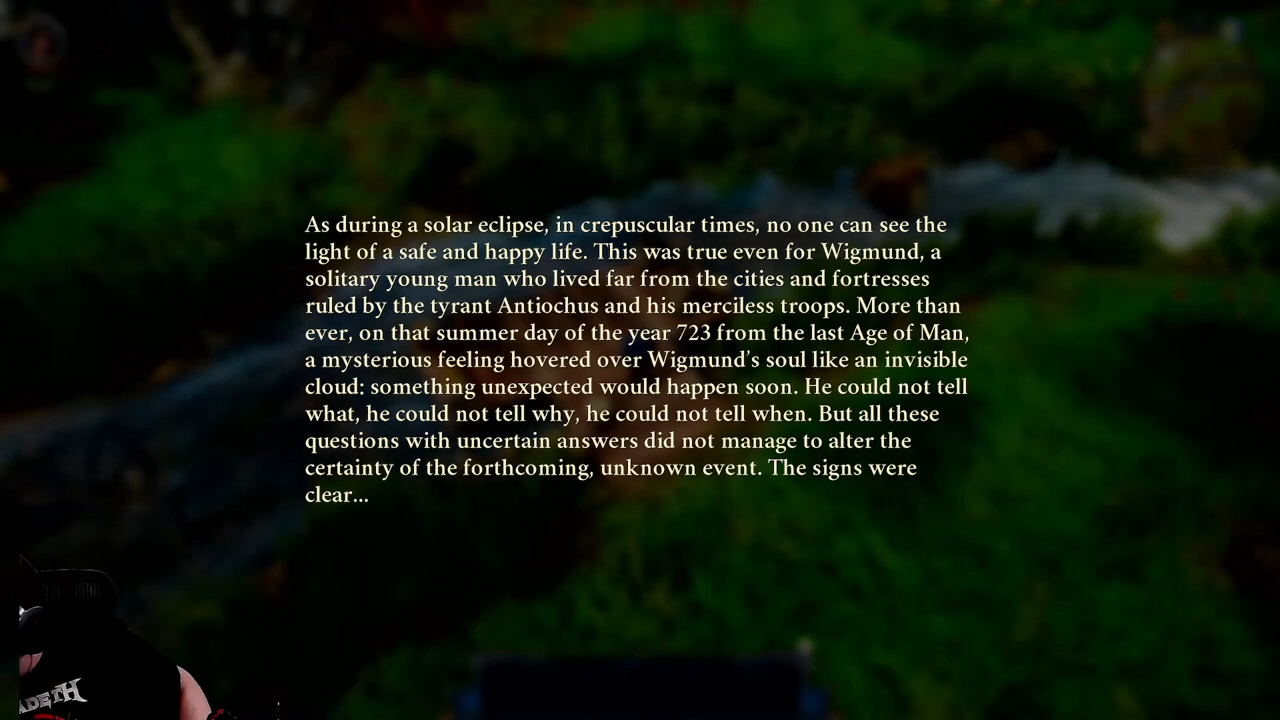 As during a solar eclipse, in crepuscular times, no one can see the
light of a safe and happy life. This was true even for Wigmund, a
solitary young man who lived far from the cities and fortresses
ruled by the tyrant Antiochus and his merciless troops. More than
ever, on that summer day of the year 723 from the last Age of Man,
a mysterious feeling hovered over Wigmund’s soul like an invisible
cloud: something unexpected would happen soon. He could not tell
what, he could not tell why, he could not tell when. But all these
questions with uncertain answers did not manage to alter the
certainty of the forthcoming, unknown event. The signs were
clear...
ADETH